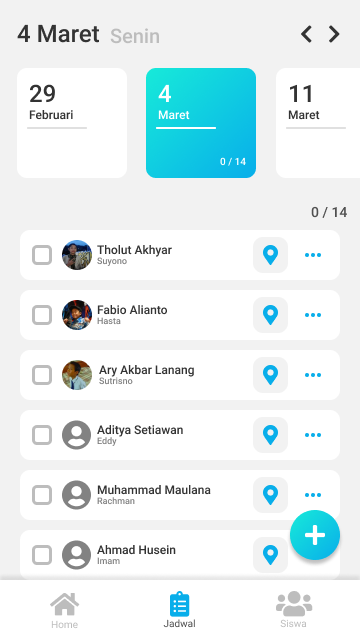 4 Maret Senin
29
Februari
4
Maret
0 / 14
11
Maret
0 / 14
Tholut Akhyar
Suyono
Fabio Alianto
Hasta
Ary Akbar Lanang
Sutrisno
Aditya Setiawan
Eddy
Muhammad Maulana
Rachman
Ahmad Husein
Imam
Home
Jadwal
Siswa